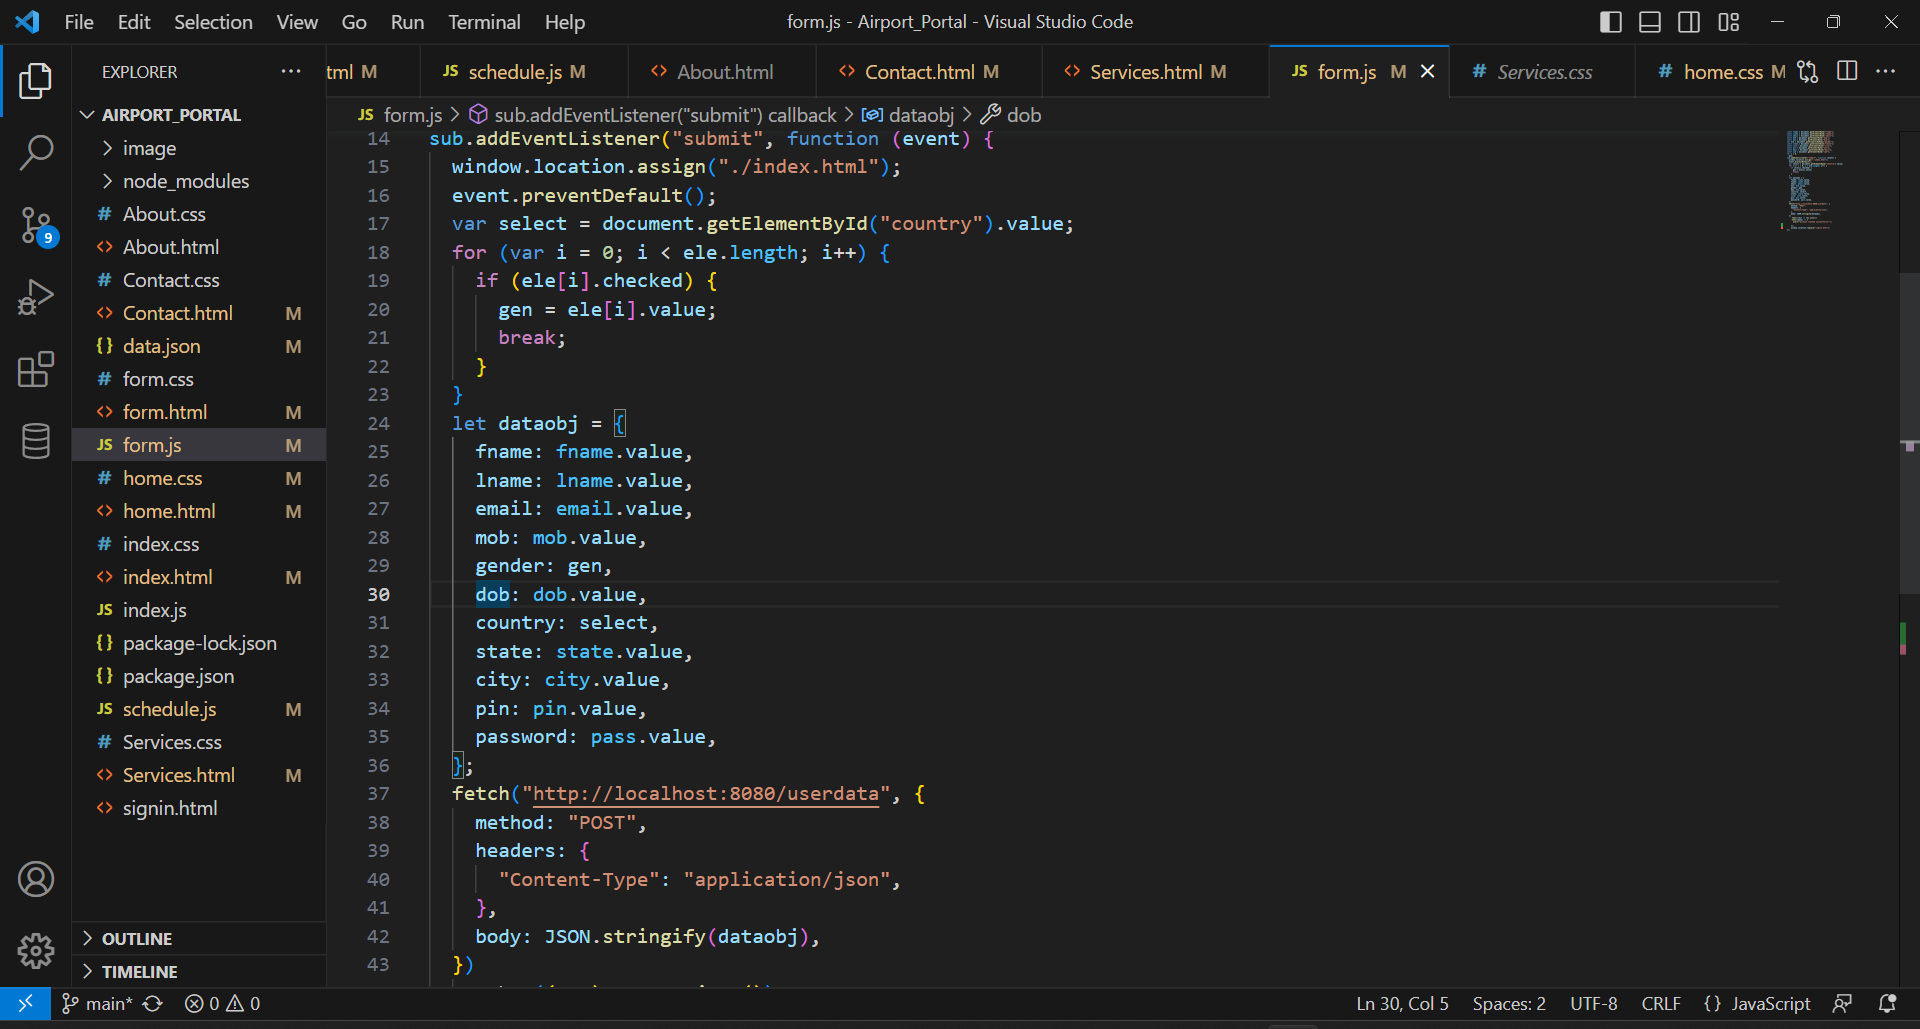 File Edit Selection View Go Run Terminal Help
form.js - Airport_Portal - Visual Studio Code
EXPLORER
tml M
JS schedule.js M
<> About.html
<> Contact.html M
<> Services.html M
JS form.js M
# Services.css
# home.css M
JS form.js > sub.addEventListener("submit") callback > dataobj > dob
AIRPORT_PORTAL
image
node_modules
# About.css
<> About.html
# Contact.css
<> Contact.html M
{} data.json M
# form.css
<> form.html M
JS form.js M
# home.css M
<> home.html M
# index.css
<> index.html M
JS index.js
{} package-lock.json
{} package.json
JS schedule.js M
# Services.css
<> Services.html M
<> signin.html
OUTLINE
TIMELINE
9
14 sub.addEventListener("submit", function (event) {
15 window.location.assign("./index.html");
16 event.preventDefault();
17 var select = document.getElementById("country").value;
18 for (var i = 0; i < ele.length; i++) {
19 if (ele[i].checked) {
20 gen = ele[i].value;
21 break;
22 }
23 }
24 let dataobj = {
25 fname: fname.value,
26 lname: lname.value,
27 email: email.value,
28 mob: mob.value,
29 gender: gen,
30 dob: dob.value,
31 country: select,
32 state: state.value,
33 city: city.value,
34 pin: pin.value,
35 password: pass.value,
36 };
37 fetch("http://localhost:8080/userdata", {
38 method: "POST",
39 headers: {
40 "Content-Type": "application/json",
41 },
42 body: JSON.stringify(dataobj),
43 })
main* 0 0
Ln 30, Col 5 Spaces: 2 UTF-8 CRLF {} JavaScript